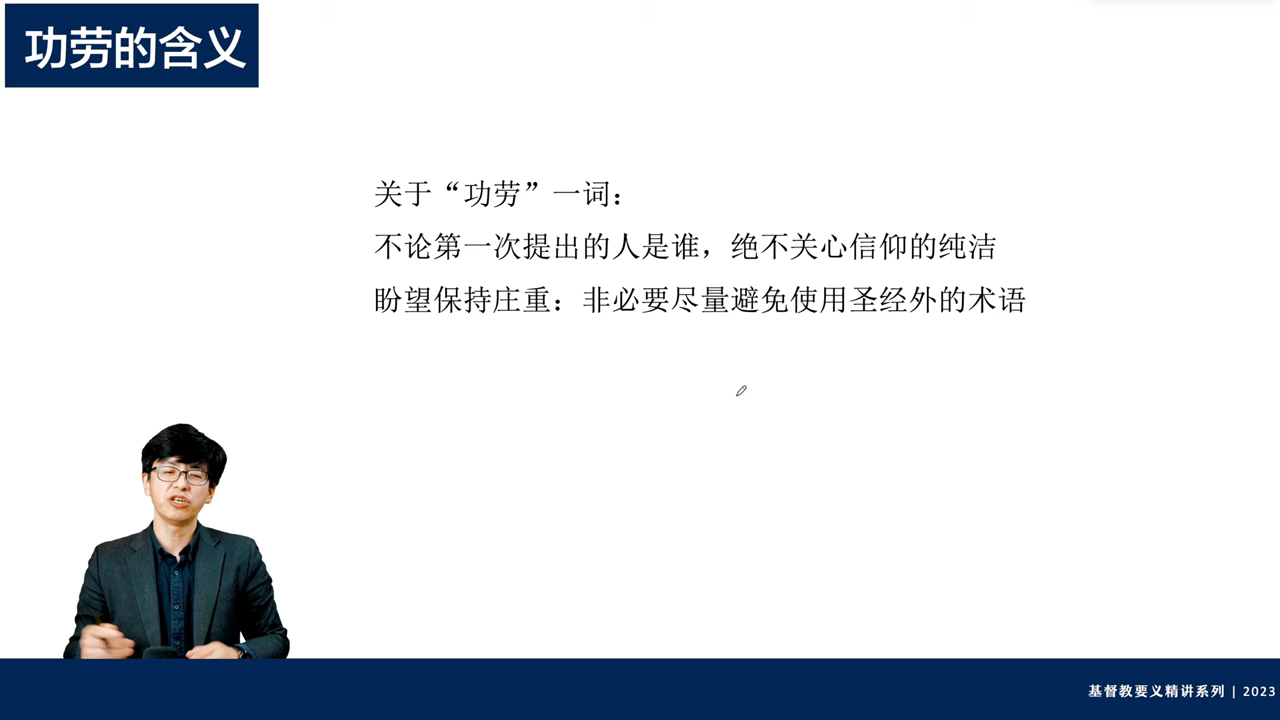 功劳的含义
关于“功劳”一词：
不论第一次提出的人是谁，绝不关心信仰的纯洁
盼望保持庄重：非必要尽量避免使用圣经外的术语
基督教要义精讲系列 | 2023